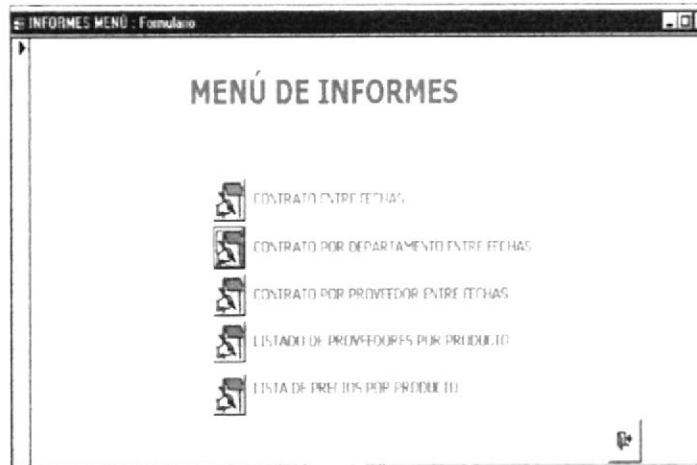 INFORMES MENÚ : Formulario
MENÚ DE INFORMES
CONTRATO ENTRE FECHAS
CONTRATO POR DEPARTAMENTO ENTRE FECHAS
CONTRATO POR PROVEEDOR ENTRE FECHAS
LISTADO DE PROVEEDORES POR PRODUCTO
LISTA DE PRECIOS POR PRODUCTO